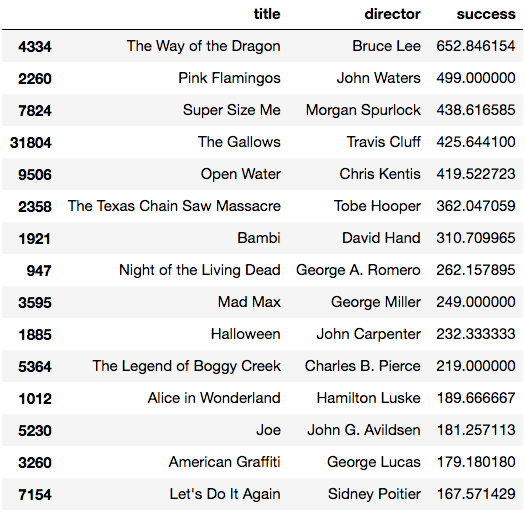 title director success
4334 The Way of the Dragon Bruce Lee 652.846154
2260 Pink Flamingos John Waters 499.000000
7824 Super Size Me Morgan Spurlock 438.616585
31804 The Gallows Travis Cluff 425.644100
9506 Open Water Chris Kentis 419.522723
2358 The Texas Chain Saw Massacre Tobe Hooper 362.047059
1921 Bambi David Hand 310.709965
947 Night of the Living Dead George A. Romero 262.157895
3595 Mad Max George Miller 249.000000
1885 Halloween John Carpenter 232.333333
5364 The Legend of Boggy Creek Charles B. Pierce 219.000000
1012 Alice in Wonderland Hamilton Luske 189.666667
5230 Joe John G. Avildsen 181.257113
3260 American Graffiti George Lucas 179.180180
7154 Let's Do It Again Sidney Poitier 167.571429